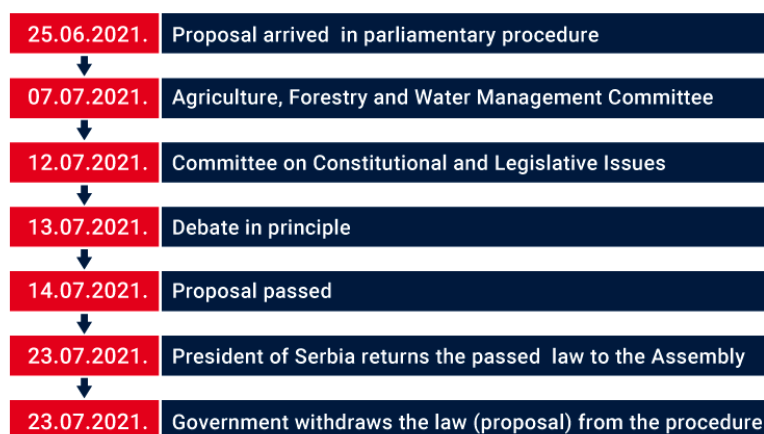 25.06.2021. Proposal arrived in parliamentary procedure
07.07.2021. Agriculture, Forestry and Water Management Committee
12.07.2021. Committee on Constitutional and Legislative Issues
13.07.2021. Debate in principle
14.07.2021. Proposal passed
23.07.2021. President of Serbia returns the passed law to the Assembly
23.07.2021. Government withdraws the law (proposal) from the procedure